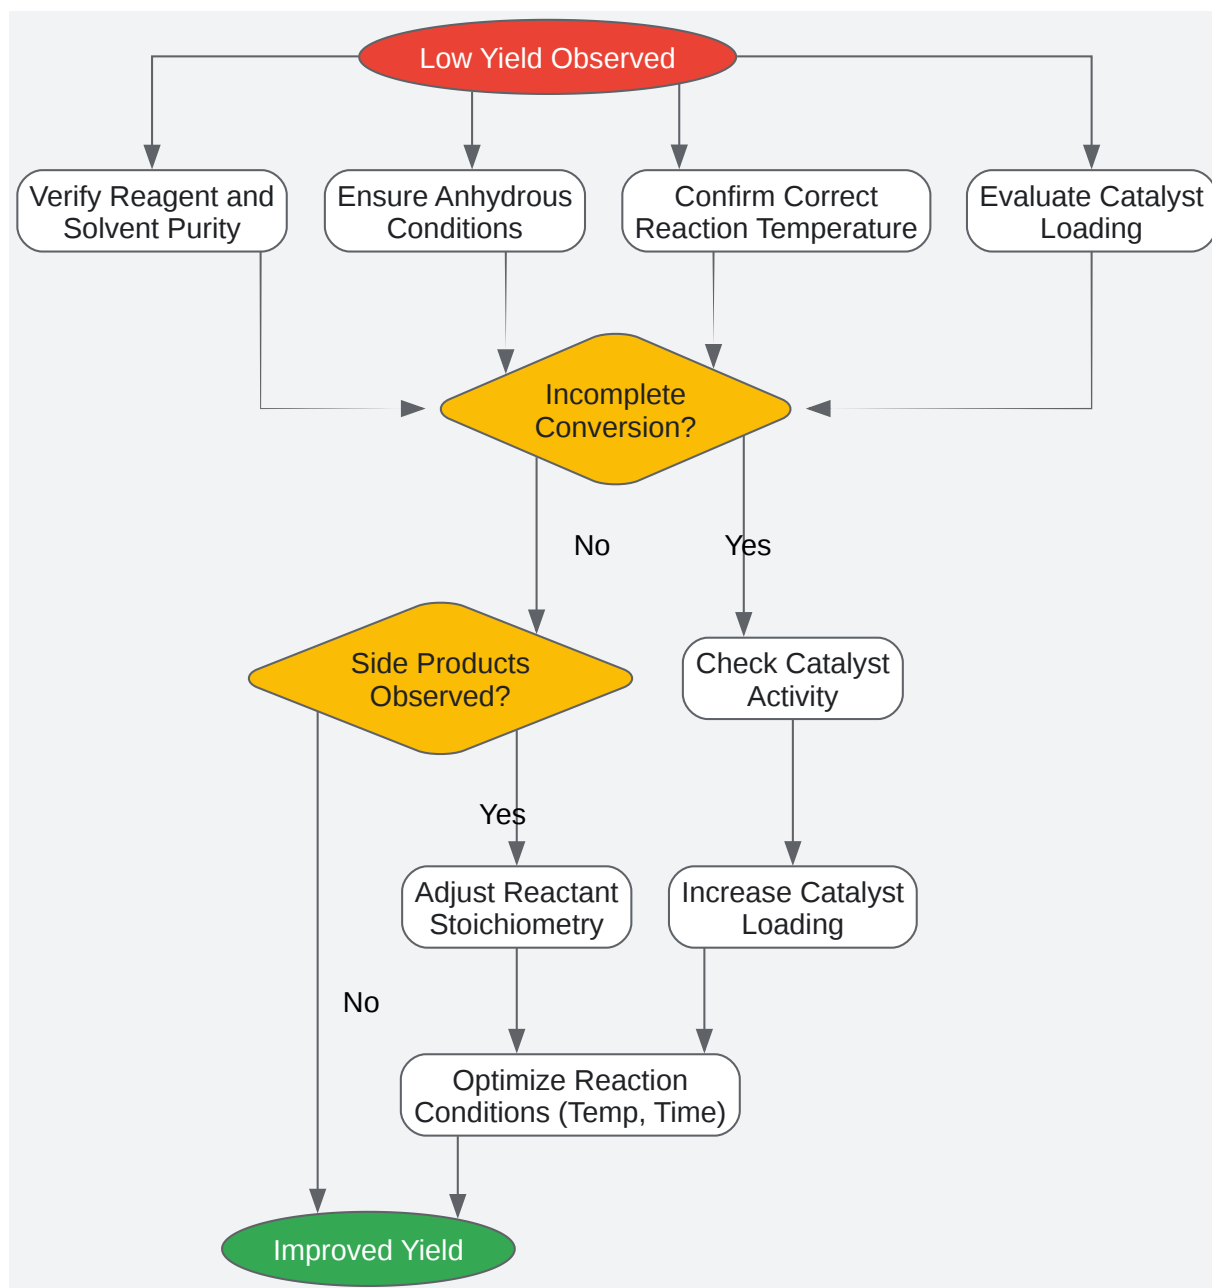 Low Yield Observed
Verify Reagent and
Solvent Purity
Ensure Anhydrous
Conditions
Confirm Correct
Reaction Temperature
Evaluate Catalyst
Loading
Incomplete
Conversion?
No
Yes
Side Products
Observed?
Check Catalyst
Activity
Yes
Adjust Reactant
Stoichiometry
Increase Catalyst
Loading
No
Optimize Reaction
Conditions (Temp, Time)
Improved Yield